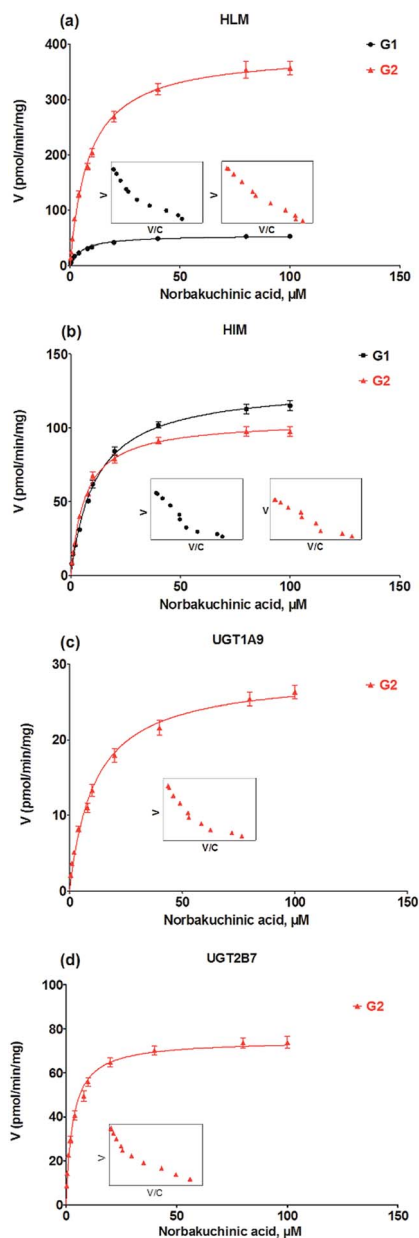 (a)
HLM
G1
G2
V (pmol/min/mg)
400
300
200
100
0
V
V/C
V
V/C
0
50
100
150
Norbakuchinic acid, µM
(b)
HIM
G1
G2
V (pmol/min/mg)
150
100
50
0
V
V/C
V
V/C
0
50
100
150
Norbakuchinic acid, µM
(c)
UGT1A9
G2
V (pmol/min/mg)
30
20
10
0
V
V/C
0
50
100
150
Norbakuchinic acid, µM
(d)
UGT2B7
G2
V (pmol/min/mg)
100
80
60
40
20
0
V
V/C
0
50
100
150
Norbakuchinic acid, µM